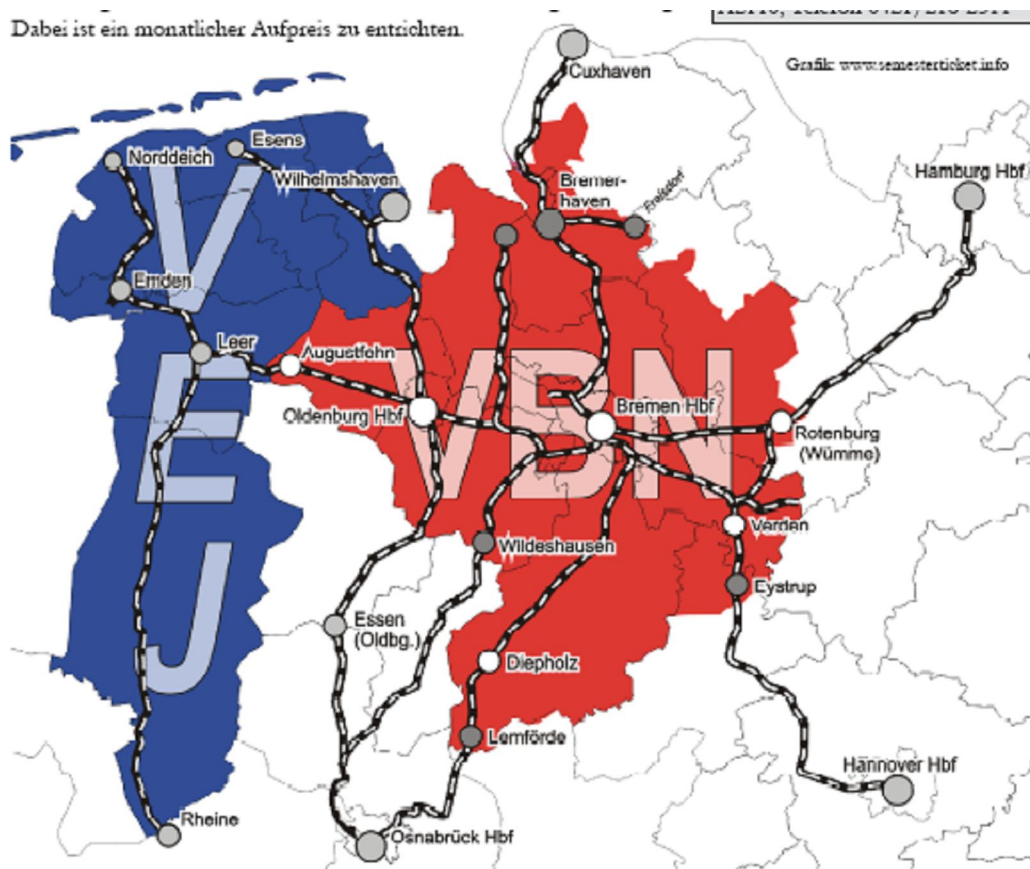 Dabei ist ein monatlicher Aufpreis zu entrichten.
Grafik: www.semesterticket.info
Cuxhaven
Norddeich
Esens
Wilhelmshaven
Bremer-
haven
Frelsdorf
Hamburg Hbf
Emden
Leer
Augustfehn
Oldenburg Hbf
Bremen Hbf
Rotenburg
(Wümme)
V
E
J
VBN
Verden
Wildeshausen
Eystrup
Essen
(Oldbg.)
Diepholz
Lemförde
Hannover Hbf
Rheine
Osnabrück Hbf